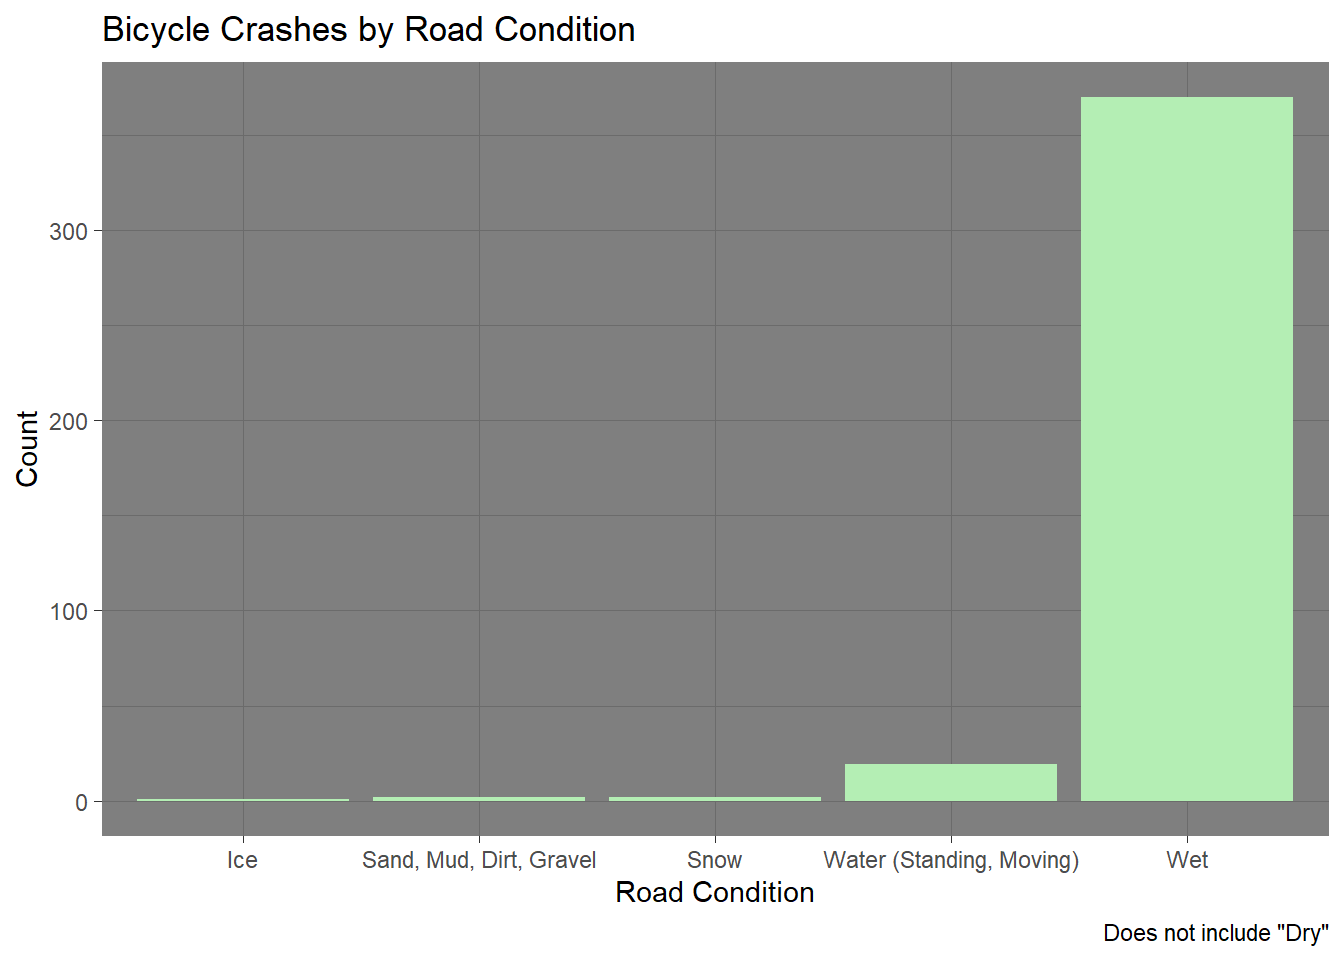 Bicycle Crashes by Road Condition
Count
300
200
100
0
Ice
Sand, Mud, Dirt, Gravel
Snow
Water (Standing, Moving)
Wet
Road Condition
Does not include "Dry"